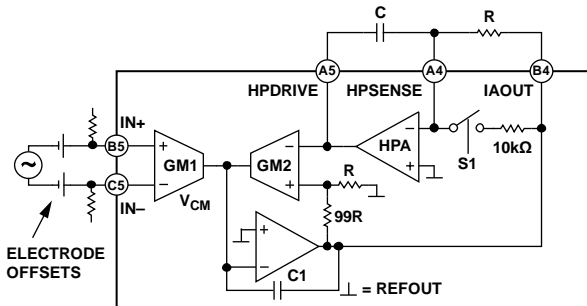 C
R
A5
A4
B4
HPDRIVE
HPSENSE
IAOUT
IN+
B5
+
GM1
−
GM2
+
−
HPA
+
S1
10kΩ
C5
−
IN−
VCM
R
99R
ELECTRODE
OFFSETS
+
−
C1
= REFOUT